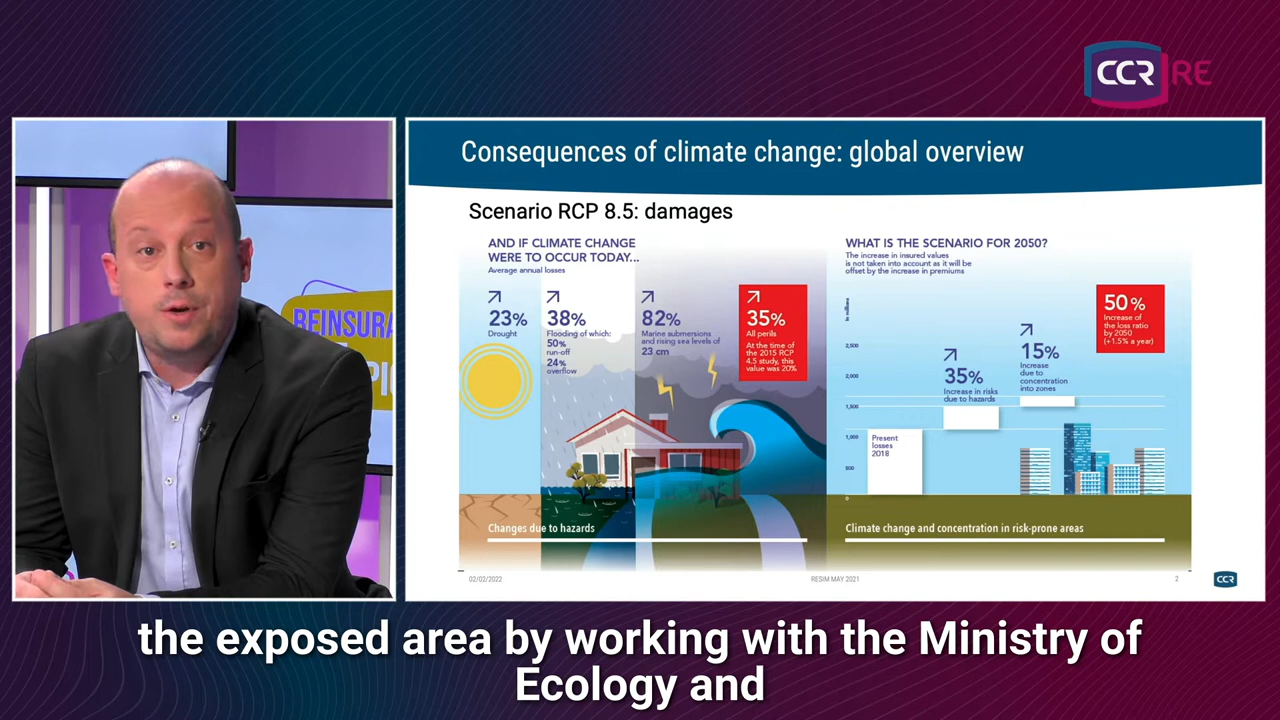 CCR RE
REINSURA
PIC
Consequences of climate change: global overview
Scenario RCP 8.5: damages
AND IF CLIMATE CHANGE
WERE TO OCCUR TODAY...
Average annual losses
23%
Drought
38%
Flooding of which:
50%
run-off
24%
overflow
82%
Marine submersions
and rising sea levels of
23 cm
35%
All perils
At the time of
the 2015 RCP
4.5 study, this
value was 20%
Changes due to hazards
WHAT IS THE SCENARIO FOR 2050?
The increase in insured values
is not taken into account as it will be
offset by the increase in premiums
In millions
2,500
2,000
1,500
1,000
500
0
Present
losses
2018
35%
Increase in risks
due to hazards
15%
Increase
due to
concentration
into zones
50%
Increase of
the loss ratio
by 2050
(+1.5% a year)
Climate change and concentration in risk-prone areas
02/02/2022
RESIM MAY 2021
2
CCR
the exposed area by working with the Ministry of
Ecology and